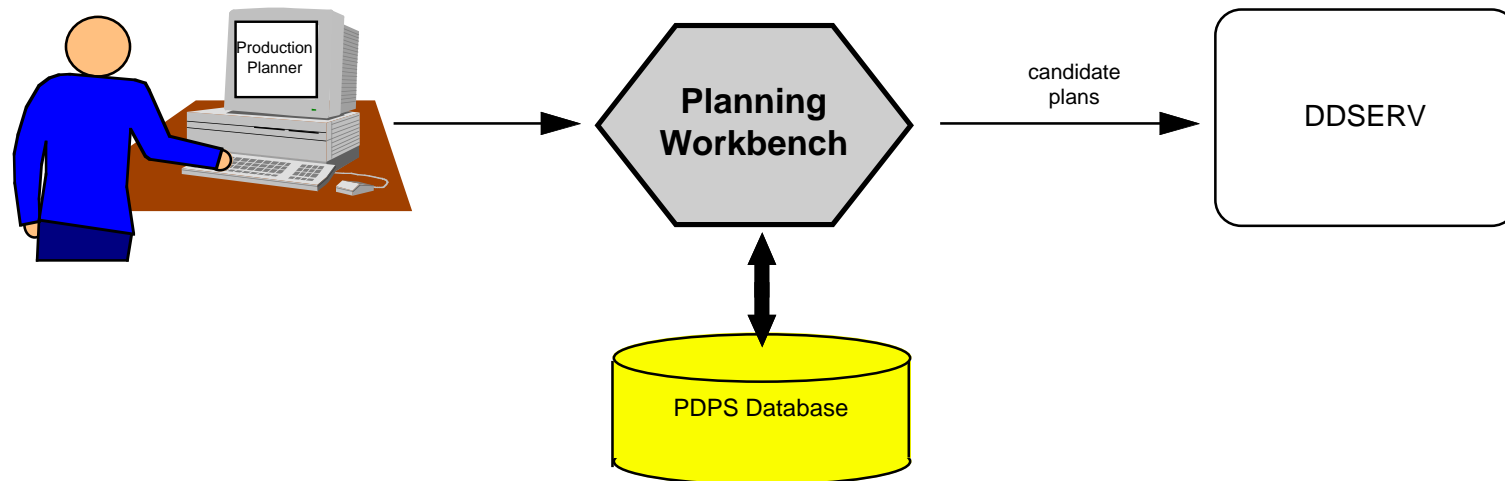 Production
Planner
Planning
Workbench
candidate
plans
DDSERV
PDPS Database